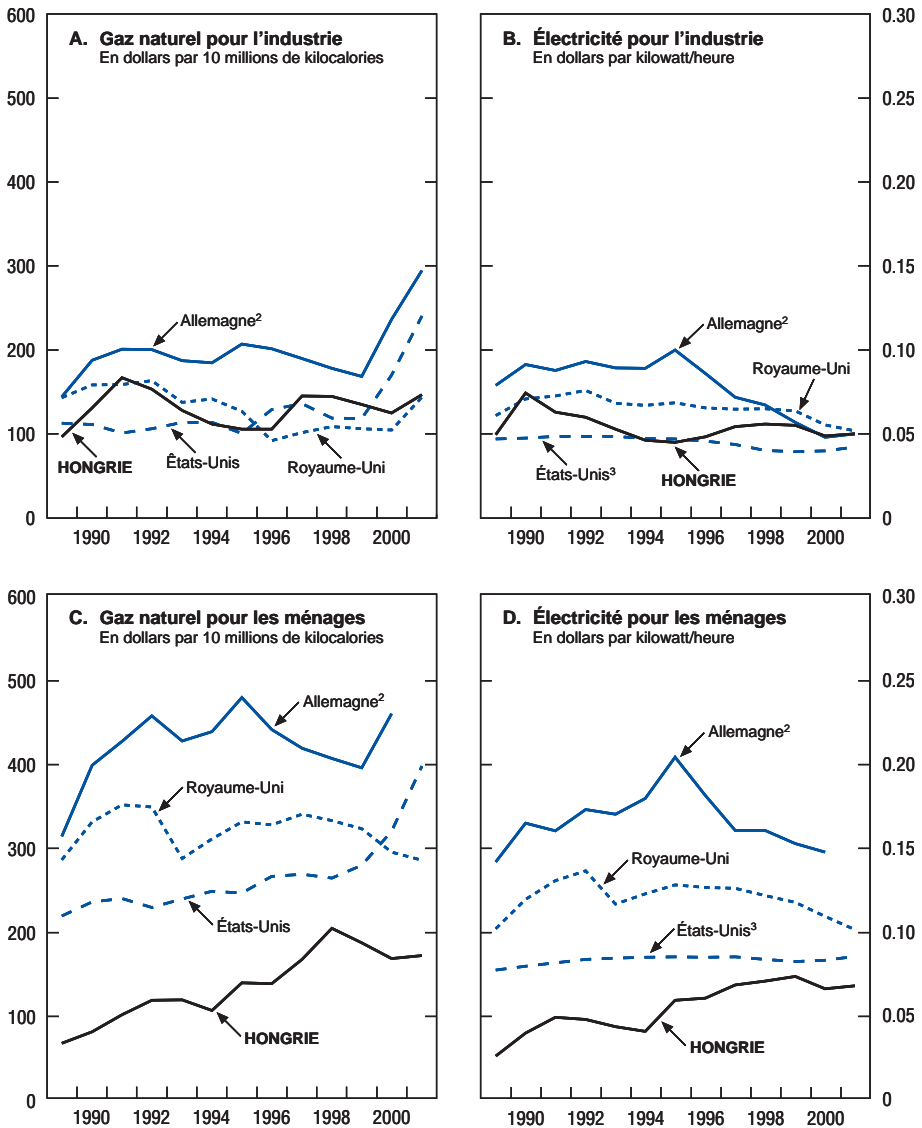 A. Gaz naturel pour l'industrie
En dollars par 10 millions de kilocalories
600
500
400
300
200
100
0
Allemagne²
HONGRIE
Êtats-Unis
Royaume-Uni
1990 1992 1994 1996 1998 2000
B. Électricité pour l'industrie
En dollars par kilowatt/heure
0.30
0.25
0.20
0.15
0.10
0.05
0
Allemagne²
Royaume-Uni
États-Unis³
HONGRIE
1990 1992 1994 1996 1998 2000
C. Gaz naturel pour les ménages
En dollars par 10 millions de kilocalories
600
500
400
300
200
100
0
Allemagne²
Royaume-Uni
États-Unis
HONGRIE
1990 1992 1994 1996 1998 2000
D. Électricité pour les ménages
En dollars par kilowatt/heure
0.30
0.25
0.20
0.15
0.10
0.05
0
Allemagne²
Royaume-Uni
États-Unis³
HONGRIE
1990 1992 1994 1996 1998 2000